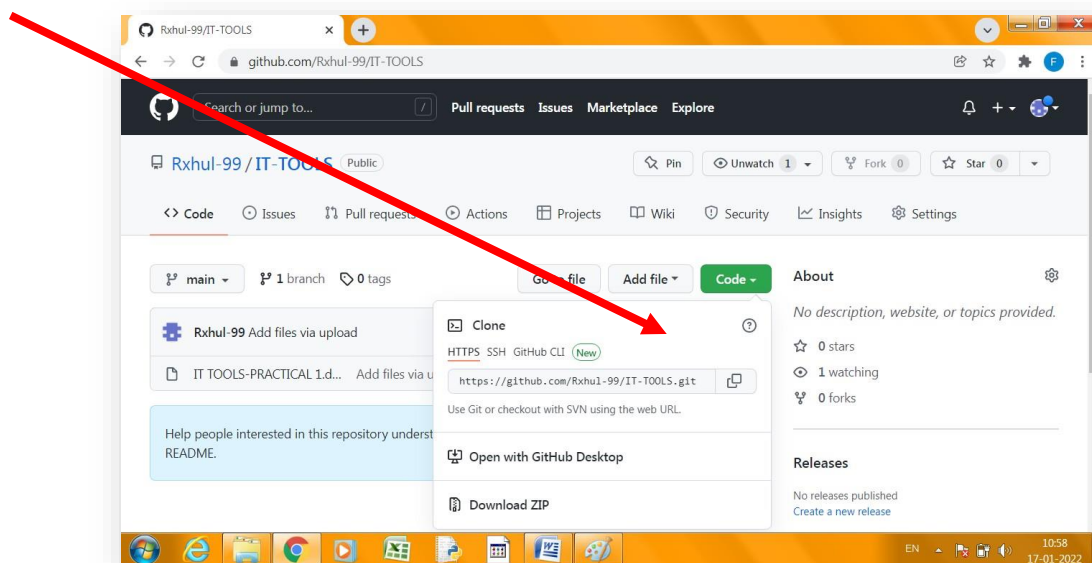 Rxhul-99/IT-TOOLS
github.com/Rxhul-99/IT-TOOLS
F
Search or jump to... / Pull requests Issues Marketplace Explore
Rxhul-99 / IT-TOOLS Public Pin Unwatch 1 Fork 0 Star 0
<> Code Issues Pull requests Actions Projects Wiki Security Insights Settings
main 1 branch 0 tags Go to file Add file Code About
No description, website, or topics provided.
Rxhul-99 Add files via upload
Clone
0 stars
HTTPS SSH GitHub CLI New
IT TOOLS-PRACTICAL 1.d... Add files via u
https://github.com/Rxhul-99/IT-TOOLS.git
1 watching
0 forks
Use Git or checkout with SVN using the web URL.
Help people interested in this repository underst
README.
Open with GitHub Desktop
Releases
No releases published
Create a new release
Download ZIP
EN 10:58
17-01-2022